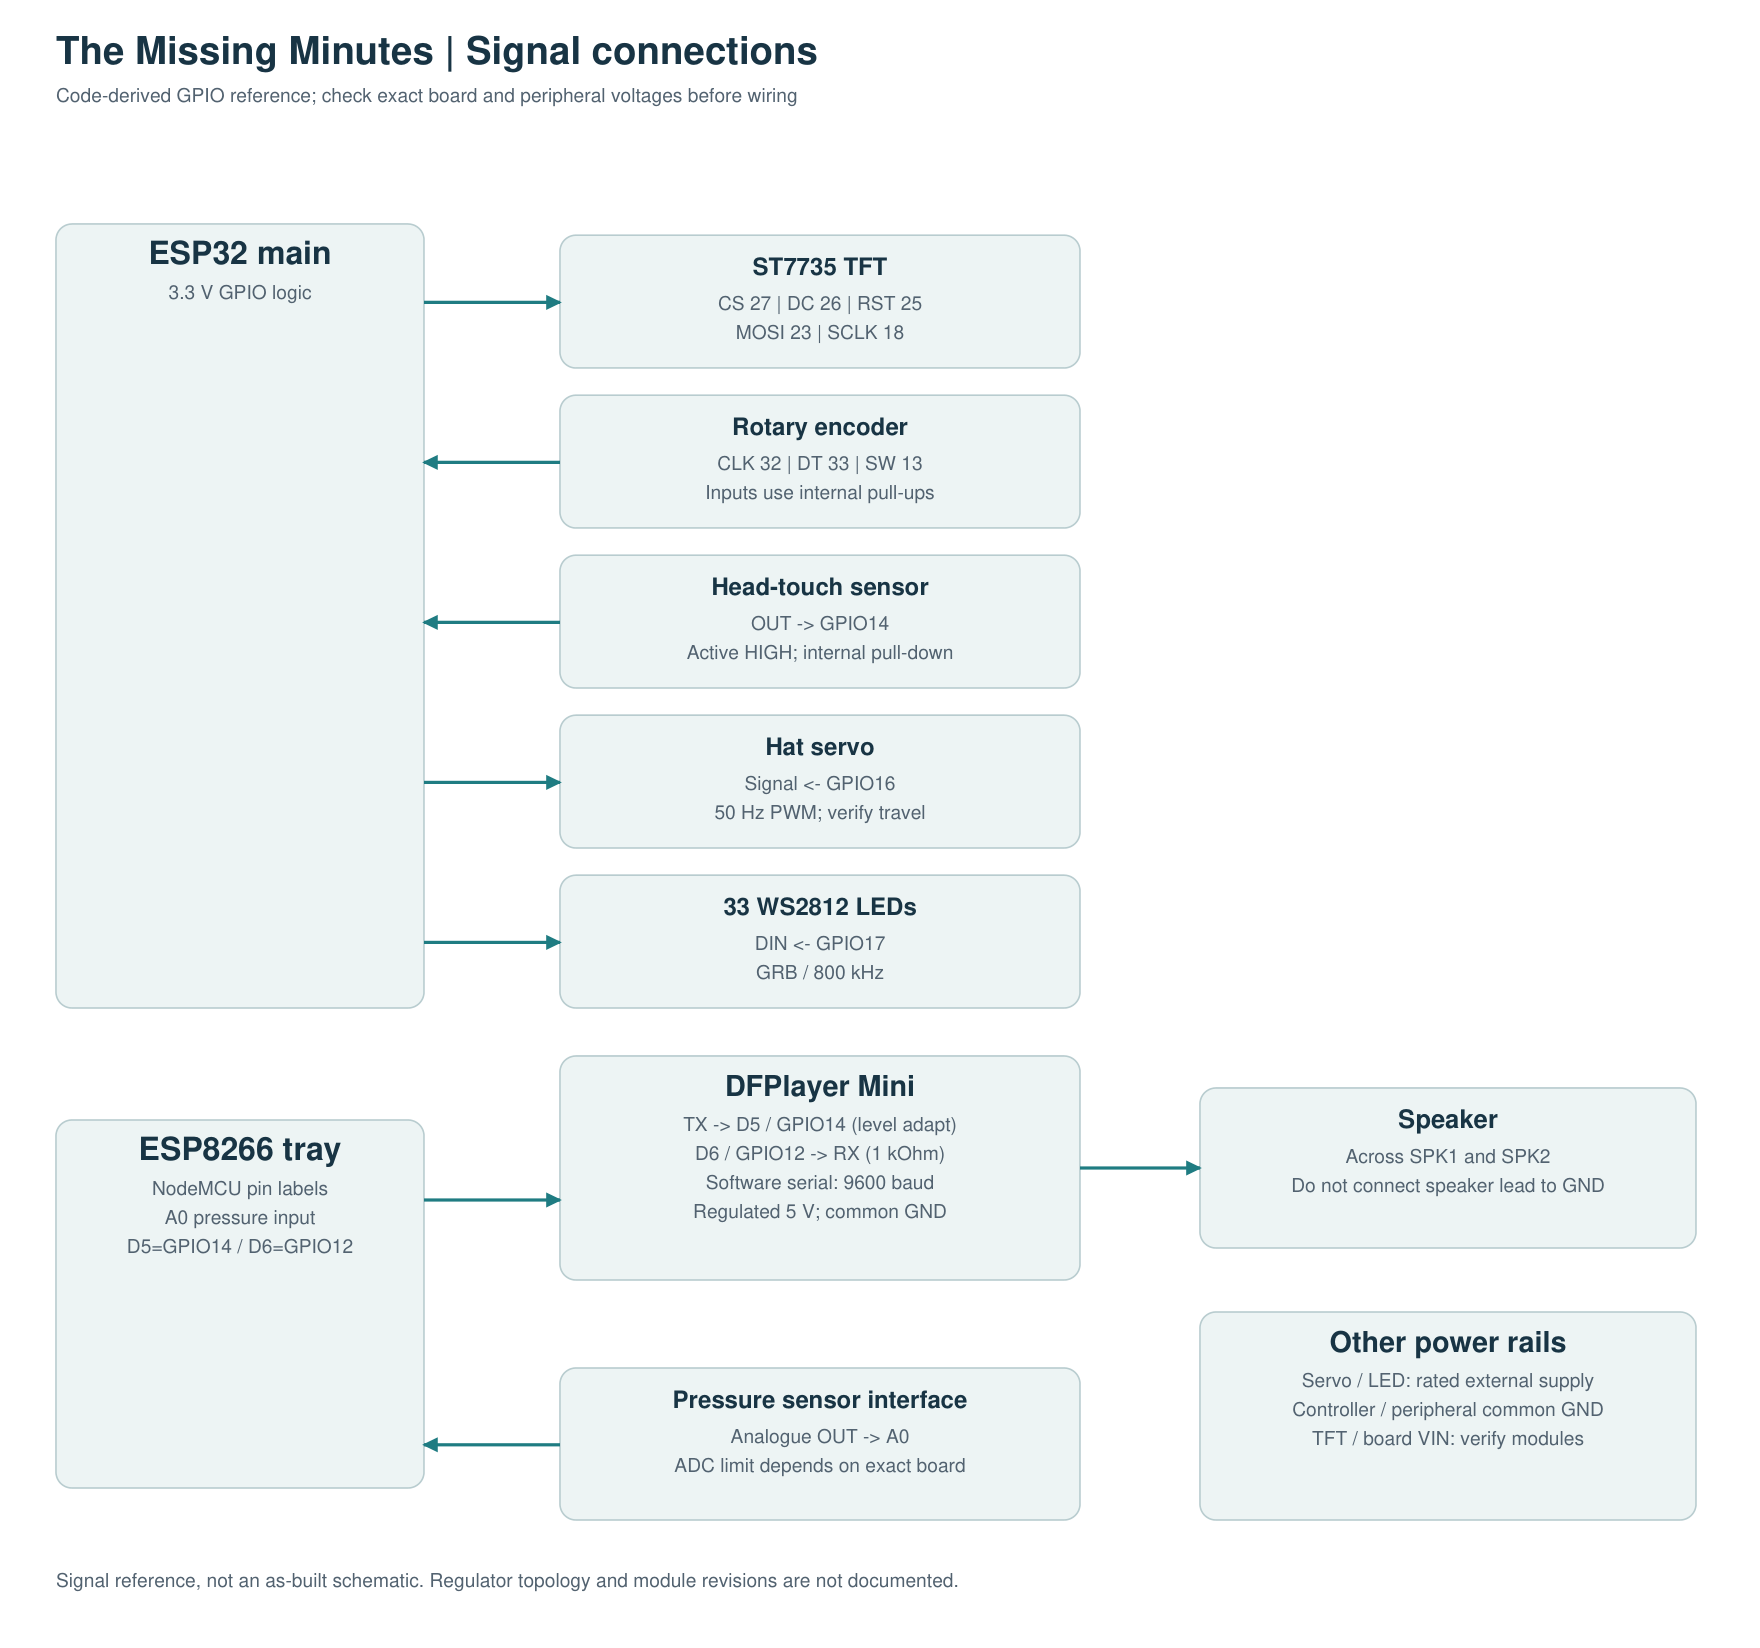 The Missing Minutes | Signal connections
Code-derived GPIO reference; check exact board and peripheral voltages before wiring
ESP32 main
3.3 V GPIO logic
ST7735 TFT
CS 27 | DC 26 | RST 25
MOSI 23 | SCLK 18
Rotary encoder
CLK 32 | DT 33 | SW 13
Inputs use internal pull-ups
Head-touch sensor
OUT -> GPIO14
Active HIGH; internal pull-down
Hat servo
Signal <- GPIO16
50 Hz PWM; verify travel
33 WS2812 LEDs
DIN <- GPIO17
GRB / 800 kHz
ESP8266 tray
NodeMCU pin labels
A0 pressure input
D5=GPIO14 / D6=GPIO12
DFPlayer Mini
TX -> D5 / GPIO14 (level adapt)
D6 / GPIO12 -> RX (1 kOhm)
Software serial: 9600 baud
Regulated 5 V; common GND
Speaker
Across SPK1 and SPK2
Do not connect speaker lead to GND
Pressure sensor interface
Analogue OUT -> A0
ADC limit depends on exact board
Other power rails
Servo / LED: rated external supply
Controller / peripheral common GND
TFT / board VIN: verify modules
Signal reference, not an as-built schematic. Regulator topology and module revisions are not documented.